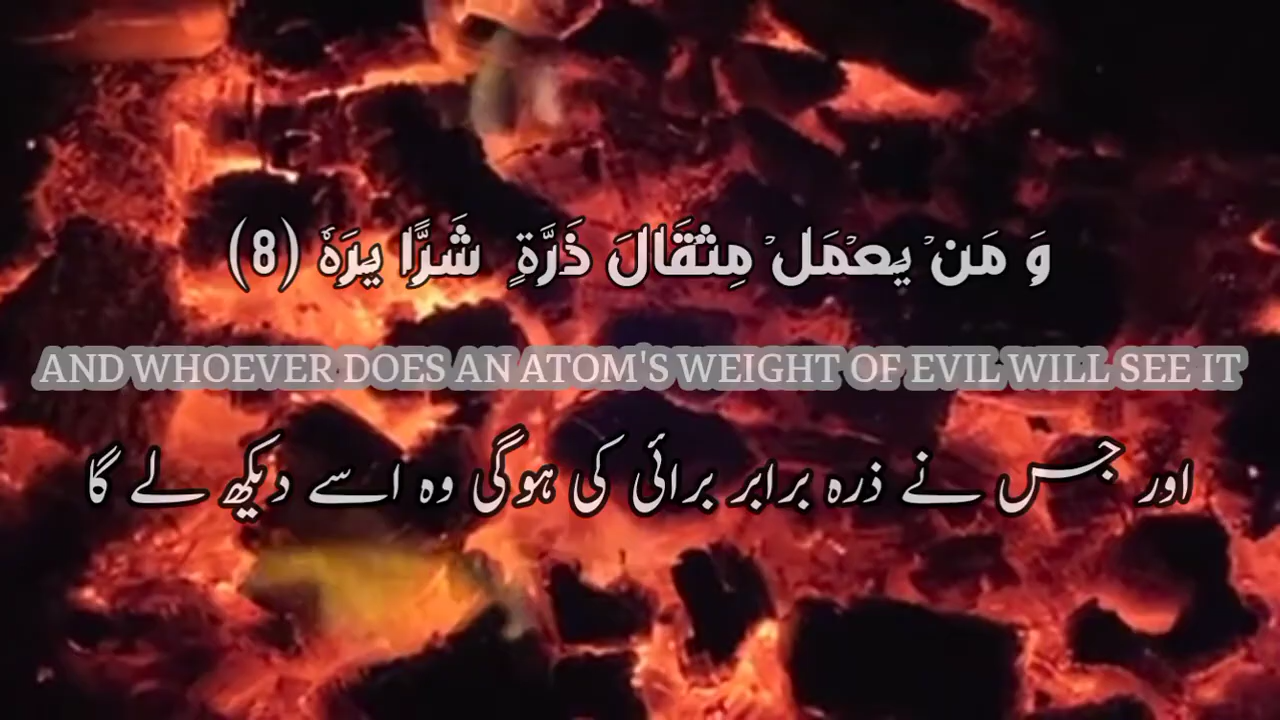 وَ مَنۡ يَعۡمَلۡ مِثۡقَالَ ذَرَّةٍ شَرًّا يَرَهٗ (8)
AND WHOEVER DOES AN ATOM'S WEIGHT OF EVIL WILL SEE IT
اور جس نے ذرہ برابر برائی کی ہوگی وہ اسے دیکھ لے گا